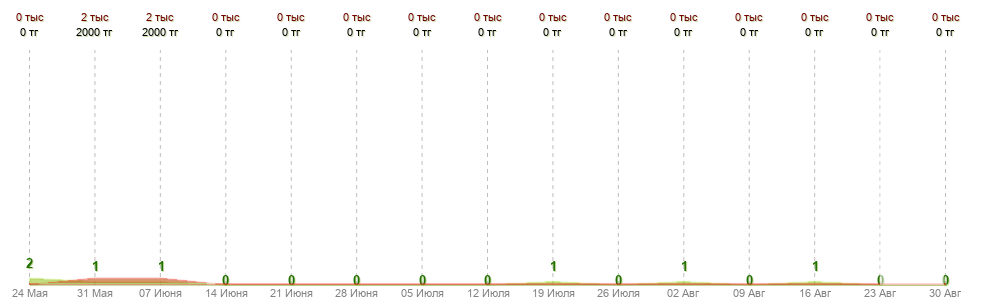 0 тыс 2 тыс 2 тыс 0 тыс 0 тыс 0 тыс 0 тыс 0 тыс 0 тыс 0 тыс 0 тыс 0 тыс 0 тыс 0 тыс 0 тыс
0 тг 2000 тг 2000 тг 0 тг 0 тг 0 тг 0 тг 0 тг 0 тг 0 тг 0 тг 0 тг 0 тг 0 тг 0 тг
2 1 1 0 0 0 0 0 1 0 1 0 1 0 0
24 Мая 31 Мая 07 Июня 14 Июня 21 Июня 28 Июня 05 Июля 12 Июля 19 Июля 26 Июля 02 Авг 09 Авг 16 Авг 23 Авг 30 Авг